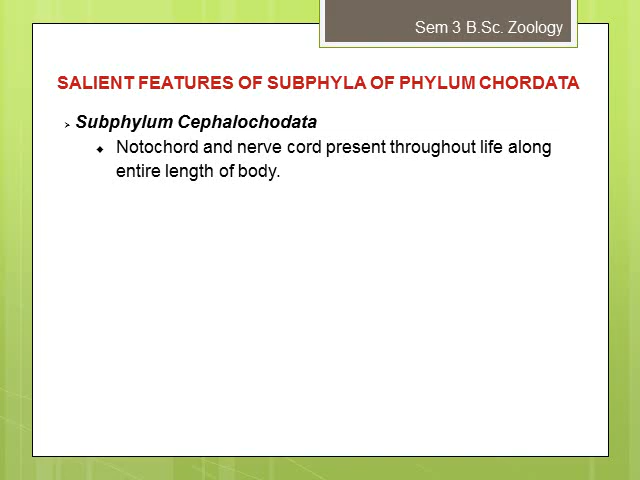 Sem 3 B.Sc. Zoology
SALIENT FEATURES OF SUBPHYLA OF PHYLUM CHORDATA
Subphylum Cephalochodata
Notochord and nerve cord present throughout life along
entire length of body.